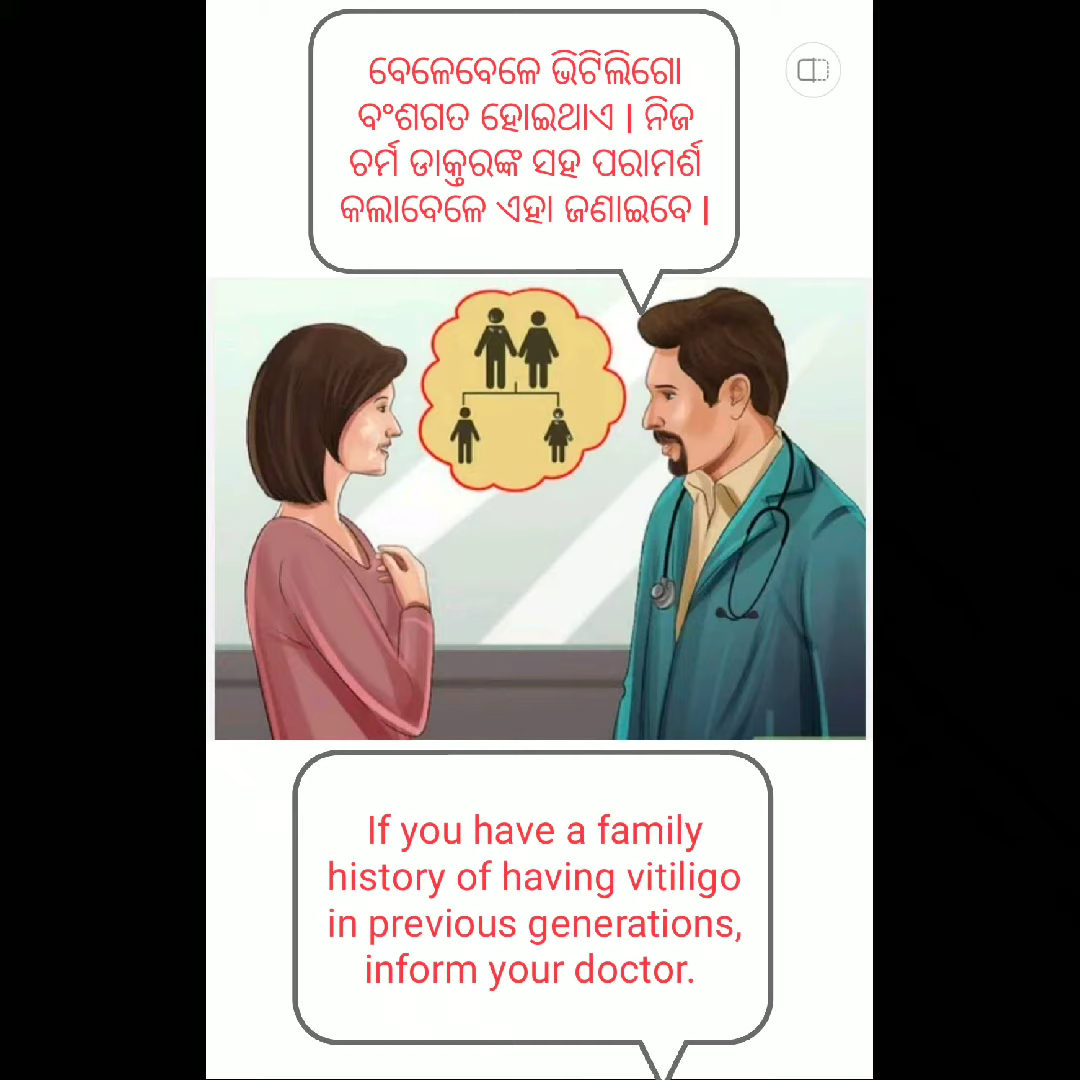 ବେଳେବେଳେ ଭିଟିଲିଗୋ
ବଂଶଗତ ହୋଇଥାଏ | ନିଜ
ଚର୍ମ ଡାକ୍ତରଙ୍କ ସହ ପରାମର୍ଶ
କଲାବେଳେ ଏହା ଜଣାଇବେ |
If you have a family
history of having vitiligo
in previous generations,
inform your doctor.